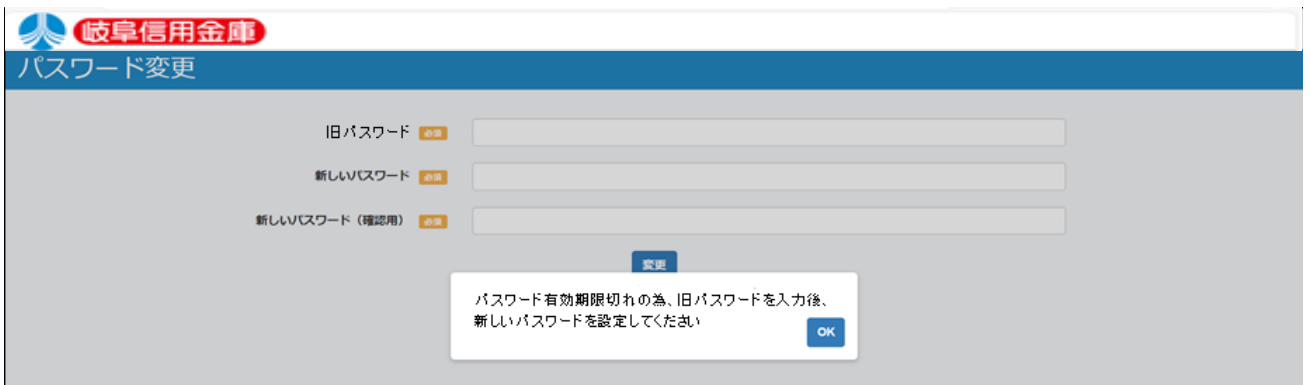 岐阜信用金庫
パスワード変更
旧パスワード 必須
新しいパスワード 必須
新しいパスワード（確認用） 必須
変更
パスワード有効期限切れの為、旧パスワードを入力後、
新しいパスワードを設定してください
OK